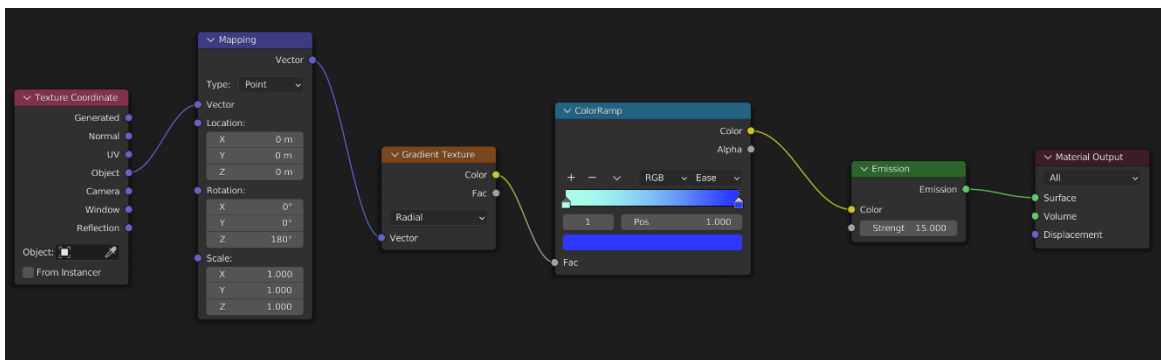 Texture Coordinate
Generated
Normal
UV
Object
Camera
Window
Reflection
Object:
From Instancer
Mapping
Vector
Type: Point
Vector
Location:
X 0 m
Y 0 m
Z 0 m
Rotation:
X 0°
Y 0°
Z 180°
Scale:
X 1.000
Y 1.000
Z 1.000
Gradient Texture
Color
Fac
Radial
Vector
ColorRamp
Color
Alpha
+ − RGB Ease
1 Pos 1.000
Fac
Emission
Emission
Color
Strengt 15.000
Material Output
All
Surface
Volume
Displacement